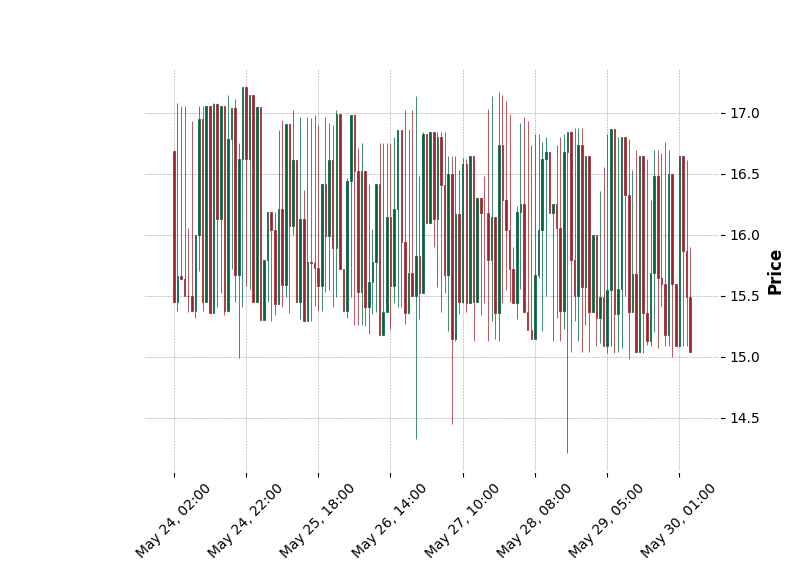 17.0
16.5
16.0
15.5
15.0
14.5
Price
May 24, 02:00
May 24, 22:00
May 25, 18:00
May 26, 14:00
May 27, 10:00
May 28, 08:00
May 29, 05:00
May 30, 01:00